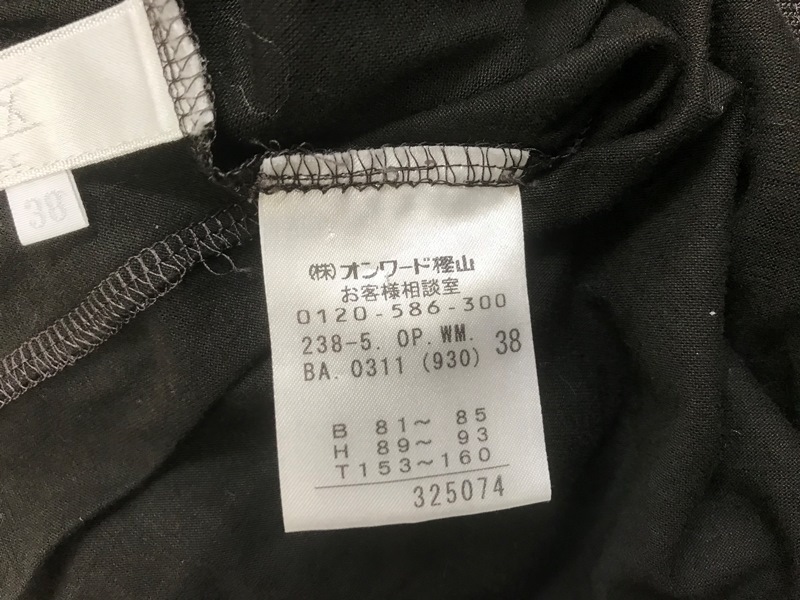 38
(株)オンワード樫山
お客様相談室
0120-586-300
238-5. OP.WM. 38
BA. 0311 (930)
B 81~ 85
H 89~ 93
T153~160
325074